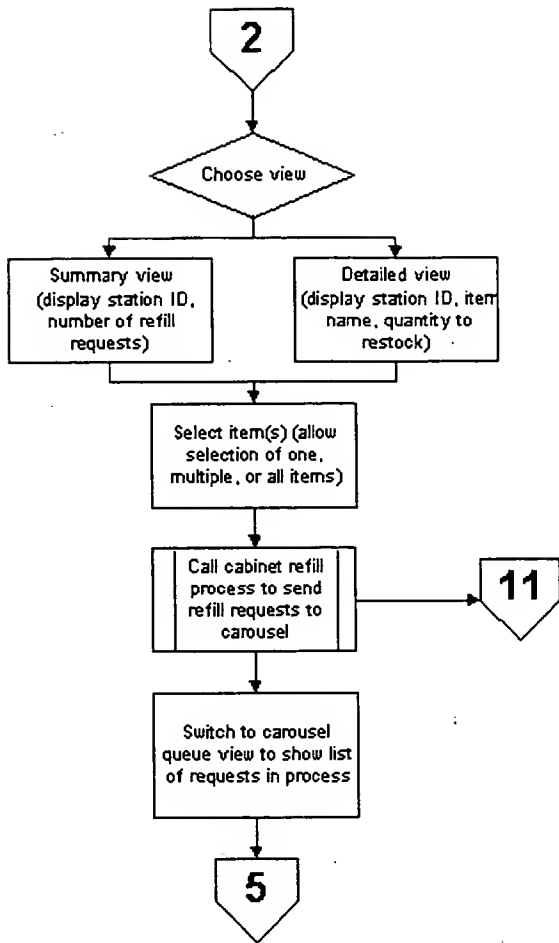 2
Choose view
Summary view
(display station ID,
number of refill
requests)
Detailed view
(display station ID, item
name, quantity to
restock)
Select item(s) (allow
selection of one,
multiple, or all items)
Call cabinet refill
process to send
refill requests to
carousel
11
Switch to carousel
queue view to show list
of requests in process
5